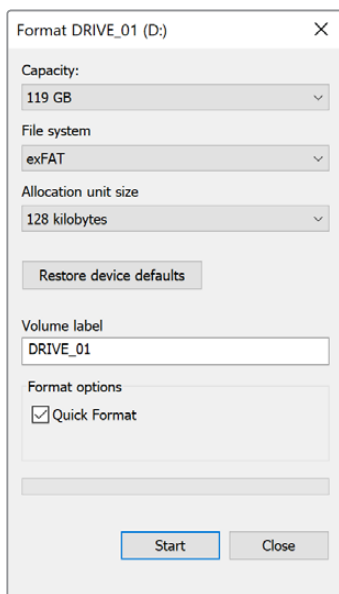 Format DRIVE_01 (D:)
Capacity:
119 GB
File system
exFAT
Allocation unit size
128 kilobytes
Restore device defaults
Volume label
DRIVE_01
Format options
Quick Format
Start Close